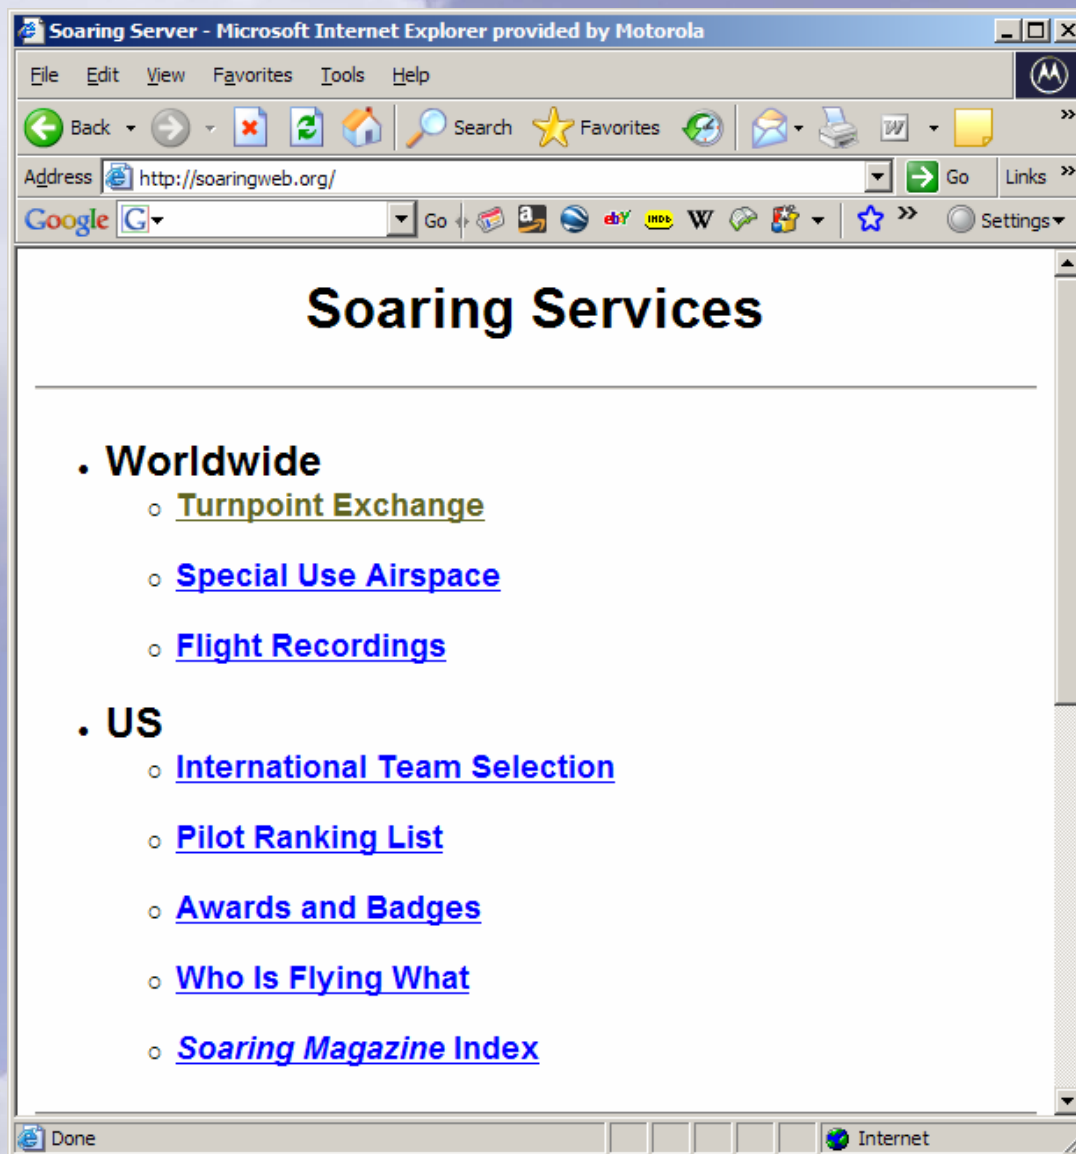 Soaring Server - Microsoft Internet Explorer provided by Motorola
File Edit View Favorites Tools Help
Back Search Favorites W
Address http://soaringweb.org/ Go Links »
Google G Go a ebY IMDb W » Settings
Soaring Services
Worldwide
Turnpoint Exchange
Special Use Airspace
Flight Recordings
US
International Team Selection
Pilot Ranking List
Awards and Badges
Who Is Flying What
Soaring Magazine Index
Done Internet